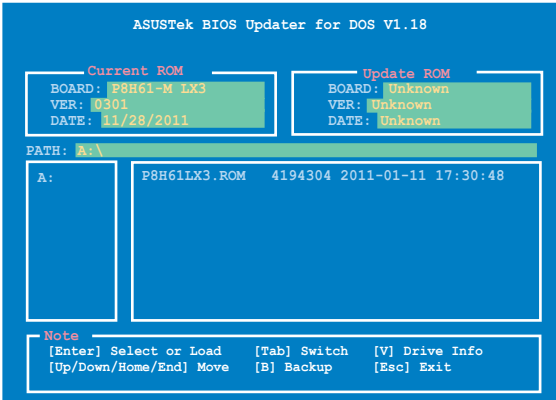 ASUSTek BIOS Updater for DOS V1.18
Current ROM
BOARD: P8H61-M LX3
VER: 0301
DATE: 11/28/2011
Update ROM
BOARD: Unknown
VER: Unknown
DATE: Unknown
PATH: A:\
A:
P8H61LX3.ROM 4194304 2011-01-11 17:30:48
Note
[Enter] Select or Load [Tab] Switch [V] Drive Info
[Up/Down/Home/End] Move [B] Backup [Esc] Exit